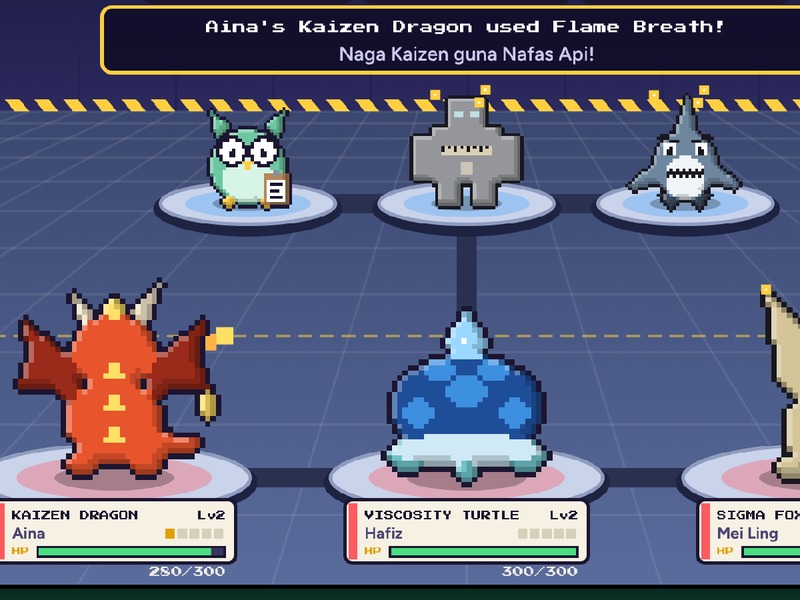 Aina's Kaizen Dragon used Flame Breath!
Naga Kaizen guna Nafas Api!
KAIZEN DRAGON Lv2
Aina
HP
280/300
VISCOSITY TURTLE Lv2
Hafiz
HP
300/300
SIGMA FOX
Mei Ling
HP